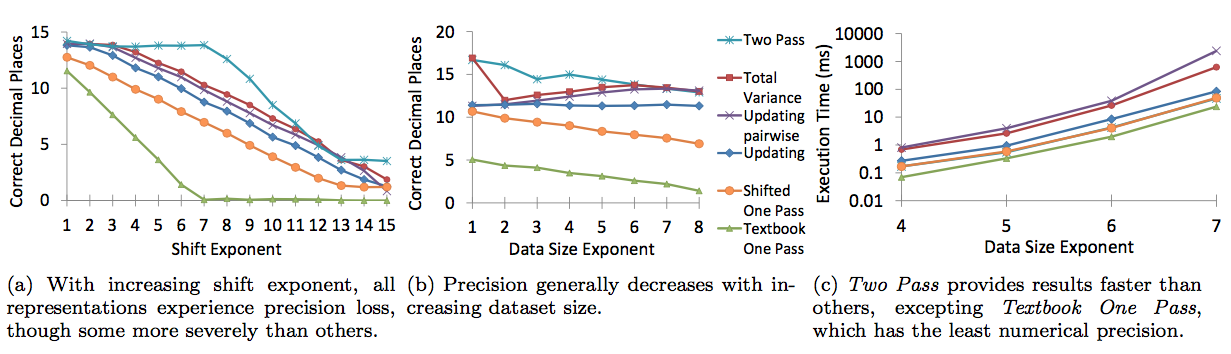 15
10
5
0
Correct Decimal Places
1 2 3 4 5 6 7 8 9 10 11 12 13 14 15
Shift Exponent
20
15
10
5
0
Correct Decimal Places
1 2 3 4 5 6 7 8
Data Size Exponent
Two Pass
Total
Variance
Updating
pairwise
Updating
Shifted
One Pass
Textbook
One Pass
10000
1000
100
10
1
0.1
0.01
Execution Time (ms)
4 5 6 7
Data Size Exponent
(a) With increasing shift exponent, all
representations experience precision loss,
though some more severely than others.
(b) Precision generally decreases with in-
creasing dataset size.
(c) Two Pass provides results faster than
others, excepting Textbook One Pass,
which has the least numerical precision.